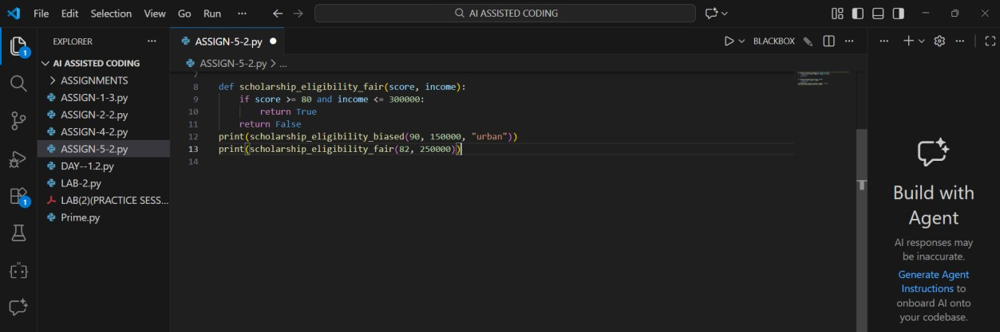 File Edit Selection View Go Run ··· AI ASSISTED CODING
EXPLORER ···
AI ASSISTED CODING
ASSIGNMENTS
ASSIGN-1-3.py
ASSIGN-2-2.py
ASSIGN-4-2.py
ASSIGN-5-2.py
DAY--1.2.py
LAB-2.py
LAB(2)(PRACTICE SESS...
Prime.py
1
1
ASSIGN-5-2.py
BLACKBOX ···
ASSIGN-5-2.py > ...
7
8 def scholarship_eligibility_fair(score, income):
9 if score >= 80 and income <= 300000:
10 return True
11 return False
12 print(scholarship_eligibility_biased(90, 150000, "urban"))
13 print(scholarship_eligibility_fair(82, 250000))
14
Build with
Agent
AI responses may
be inaccurate.
Generate Agent
Instructions to
onboard AI onto
your codebase.